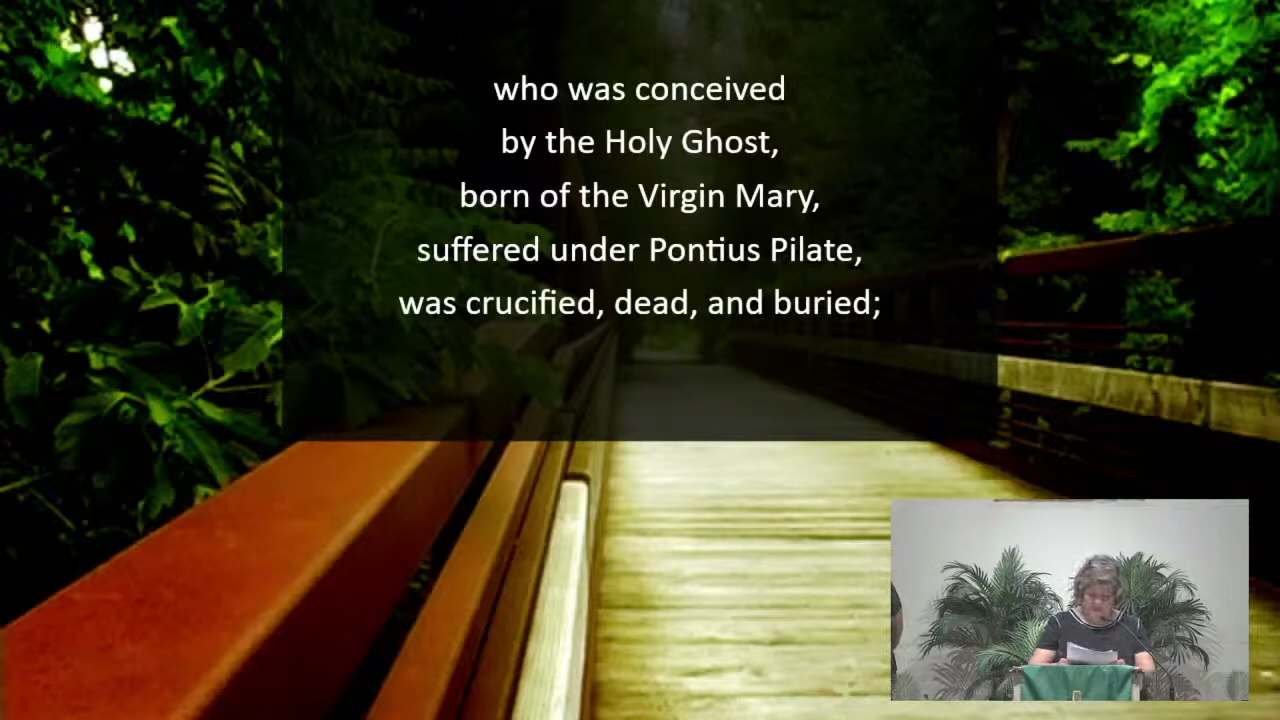 who was conceived
by the Holy Ghost,
born of the Virgin Mary,
suffered under Pontius Pilate,
was crucified, dead, and buried;